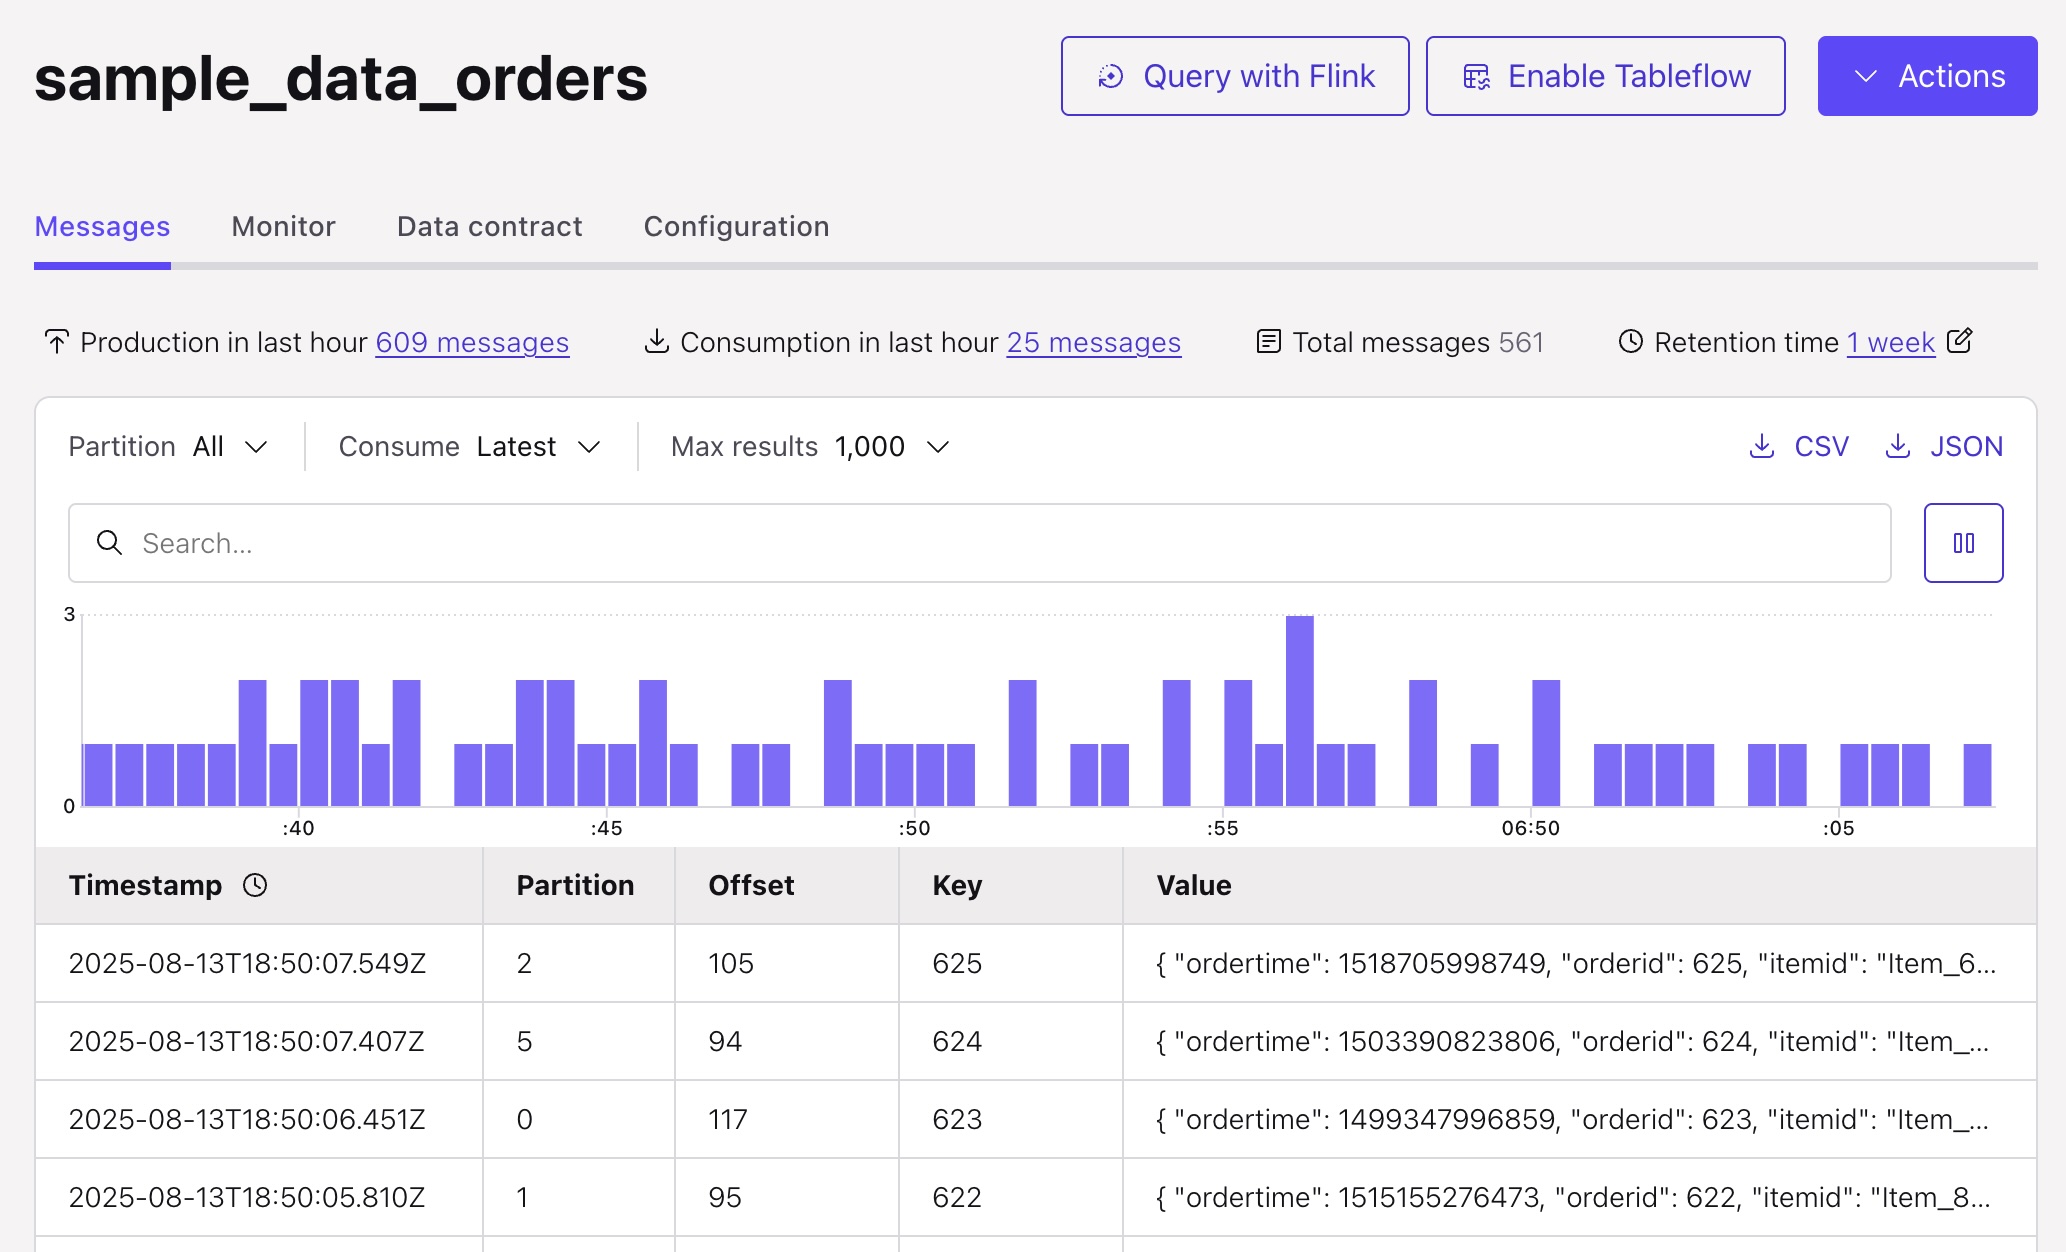 sample_data_orders
Query with Flink
Enable Tableflow
Actions
Messages Monitor Data contract Configuration
Production in last hour 609 messages Consumption in last hour 25 messages Total messages 561 Retention time 1 week
Partition All Consume Latest Max results 1,000 CSV JSON
Search...
3
0
:40 :45 :50 :55 06:50 :05
Timestamp Partition Offset Key Value
2025-08-13T18:50:07.549Z 2 105 625 { "ordertime": 1518705998749, "orderid": 625, "itemid": "Item_6...
2025-08-13T18:50:07.407Z 5 94 624 { "ordertime": 1503390823806, "orderid": 624, "itemid": "Item_...
2025-08-13T18:50:06.451Z 0 117 623 { "ordertime": 1499347996859, "orderid": 623, "itemid": "Item_...
2025-08-13T18:50:05.810Z 1 95 622 { "ordertime": 1515155276473, "orderid": 622, "itemid": "Item_8...